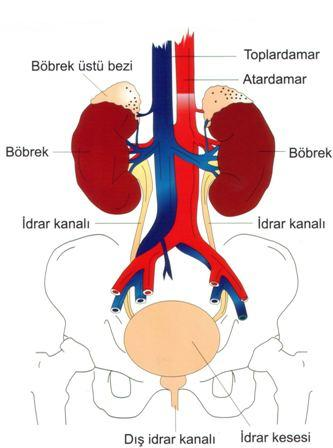 Toplardamar
Böbrek üstü bezi
Atardamar
Böbrek
Böbrek
İdrar kanalı
İdrar kanalı
Dış idrar kanalı
İdrar kesesi